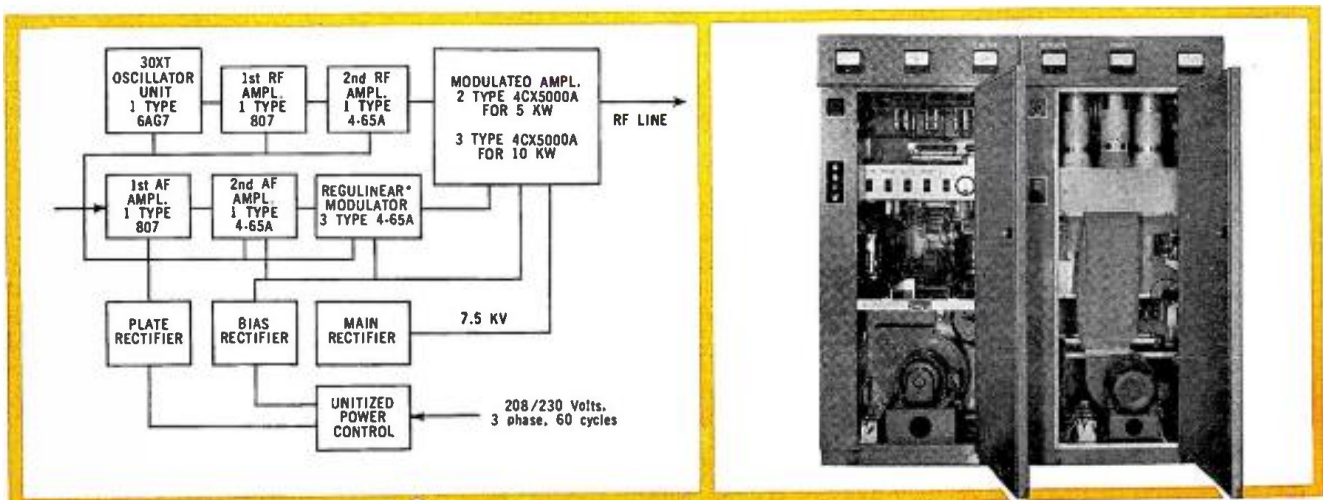 30XT
OSCILLATOR
UNIT
1 TYPE
6AG7
1st RF
AMPL.
1 TYPE
807
2nd RF
AMPL.
1 TYPE
4-65A
MODULATED AMPL.
2 TYPE 4CX5000A
FOR 5 KW
3 TYPE 4CX5000A
FOR 10 KW
RF LINE
1st AF
AMPL.
1 TYPE
807
2nd AF
AMPL.
1 TYPE
4-65A
REGULINEAR*
MODULATOR
3 TYPE 4-65A
PLATE
RECTIFIER
BIAS
RECTIFIER
MAIN
RECTIFIER
7.5 KV
UNITIZED
POWER
CONTROL
208/230 Volts,
3 phase, 60 cycles